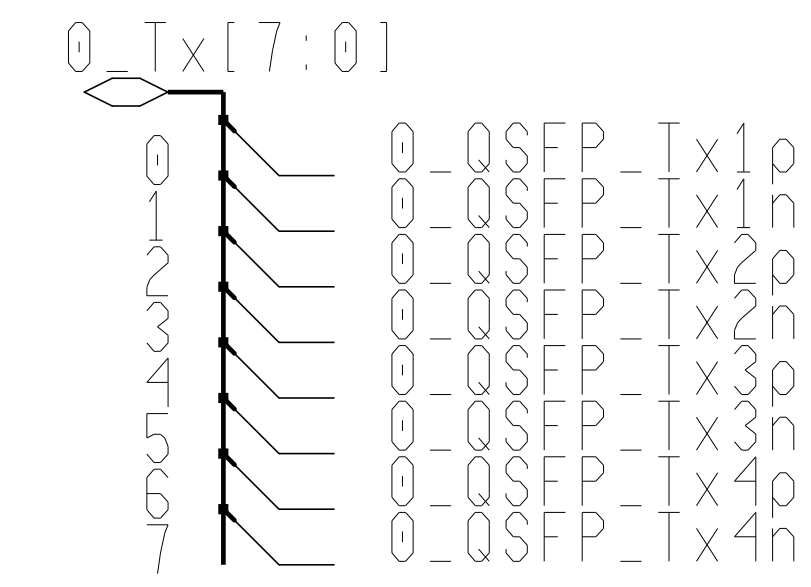 0_Tx[7:0]
0 0_QSFP_Tx1p
1 0_QSFP_Tx1n
2 0_QSFP_Tx2p
3 0_QSFP_Tx2n
4 0_QSFP_Tx3p
5 0_QSFP_Tx3n
6 0_QSFP_Tx4p
7 0_QSFP_Tx4n